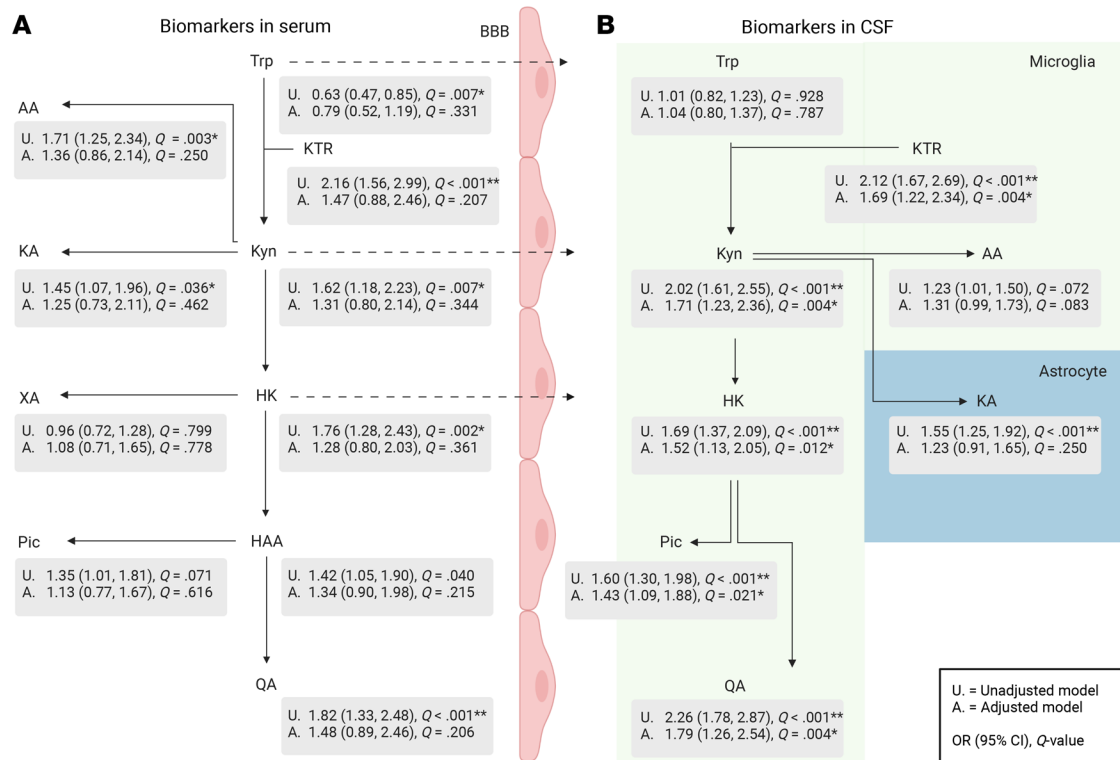 A
Biomarkers in serum
BBB
Trp
U. 0.63 (0.47, 0.85), Q = .007*
A. 0.79 (0.52, 1.19), Q = .331
AA
U. 1.71 (1.25, 2.34), Q = .003*
A. 1.36 (0.86, 2.14), Q = .250
KTR
U. 2.16 (1.56, 2.99), Q < .001**
A. 1.47 (0.88, 2.46), Q = .207
KA
Kyn
U. 1.45 (1.07, 1.96), Q = .036*
A. 1.25 (0.73, 2.11), Q = .462
U. 1.62 (1.18, 2.23), Q = .007*
A. 1.31 (0.80, 2.14), Q = .344
XA
HK
U. 0.96 (0.72, 1.28), Q = .799
A. 1.08 (0.71, 1.65), Q = .778
U. 1.76 (1.28, 2.43), Q = .002*
A. 1.28 (0.80, 2.03), Q = .361
Pic
HAA
U. 1.35 (1.01, 1.81), Q = .071
A. 1.13 (0.77, 1.67), Q = .616
U. 1.42 (1.05, 1.90), Q = .040
A. 1.34 (0.90, 1.98), Q = .215
QA
U. 1.82 (1.33, 2.48), Q < .001**
A. 1.48 (0.89, 2.46), Q = .206
B
Biomarkers in CSF
Trp
Microglia
U. 1.01 (0.82, 1.23), Q = .928
A. 1.04 (0.80, 1.37), Q = .787
KTR
U. 2.12 (1.67, 2.69), Q < .001**
A. 1.69 (1.22, 2.34), Q = .004*
Kyn
AA
U. 2.02 (1.61, 2.55), Q < .001**
A. 1.71 (1.23, 2.36), Q = .004*
U. 1.23 (1.01, 1.50), Q = .072
A. 1.31 (0.99, 1.73), Q = .083
Astrocyte
HK
KA
U. 1.69 (1.37, 2.09), Q < .001**
A. 1.52 (1.13, 2.05), Q = .012*
U. 1.55 (1.25, 1.92), Q < .001**
A. 1.23 (0.91, 1.65), Q = .250
Pic
U. 1.60 (1.30, 1.98), Q < .001**
A. 1.43 (1.09, 1.88), Q = .021*
QA
U. 2.26 (1.78, 2.87), Q < .001**
A. 1.79 (1.26, 2.54), Q = .004*
U. = Unadjusted model
A. = Adjusted model
OR (95% CI), Q-value